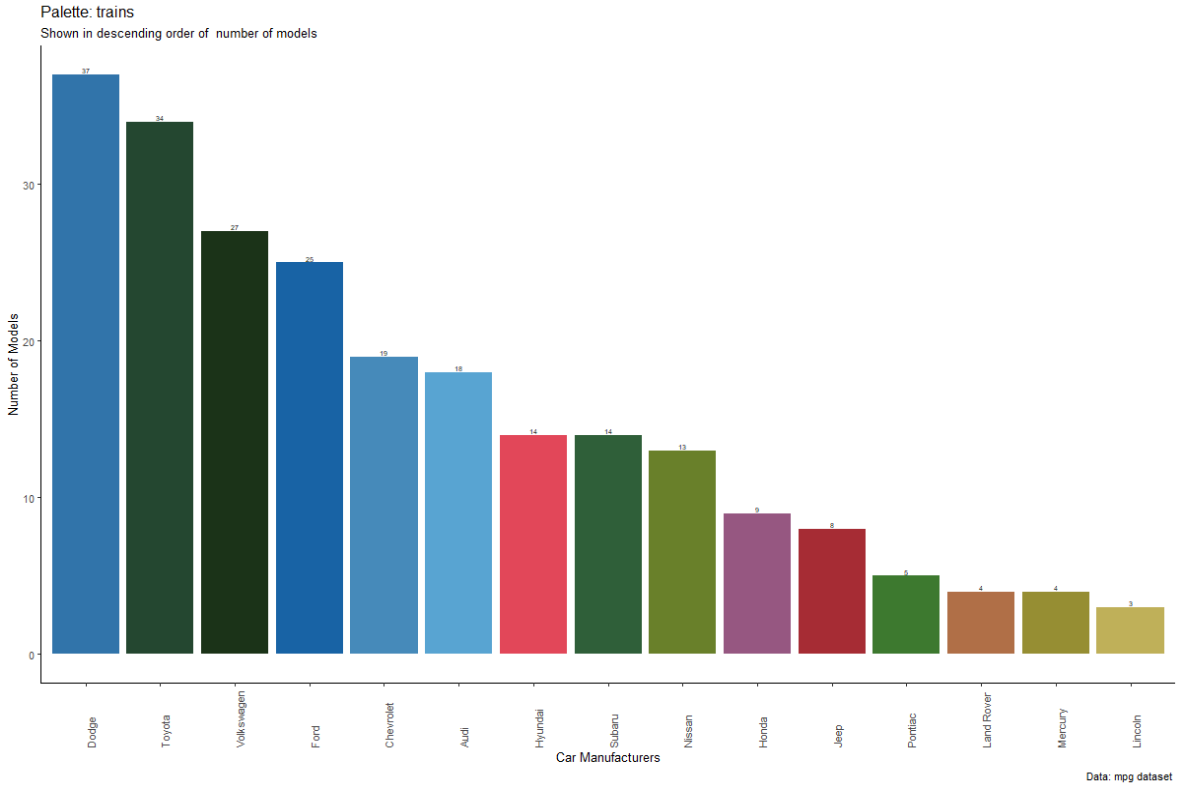 Palette: trains
Shown in descending order of  number of models
Number of Models
30
20
10
0
37
34
27
25
19
18
14
14
13
9
8
5
4
4
3
Dodge
Toyota
Volkswagen
Ford
Chevrolet
Audi
Hyundai
Subaru
Nissan
Honda
Jeep
Pontiac
Land Rover
Mercury
Lincoln
Car Manufacturers
Data: mpg dataset